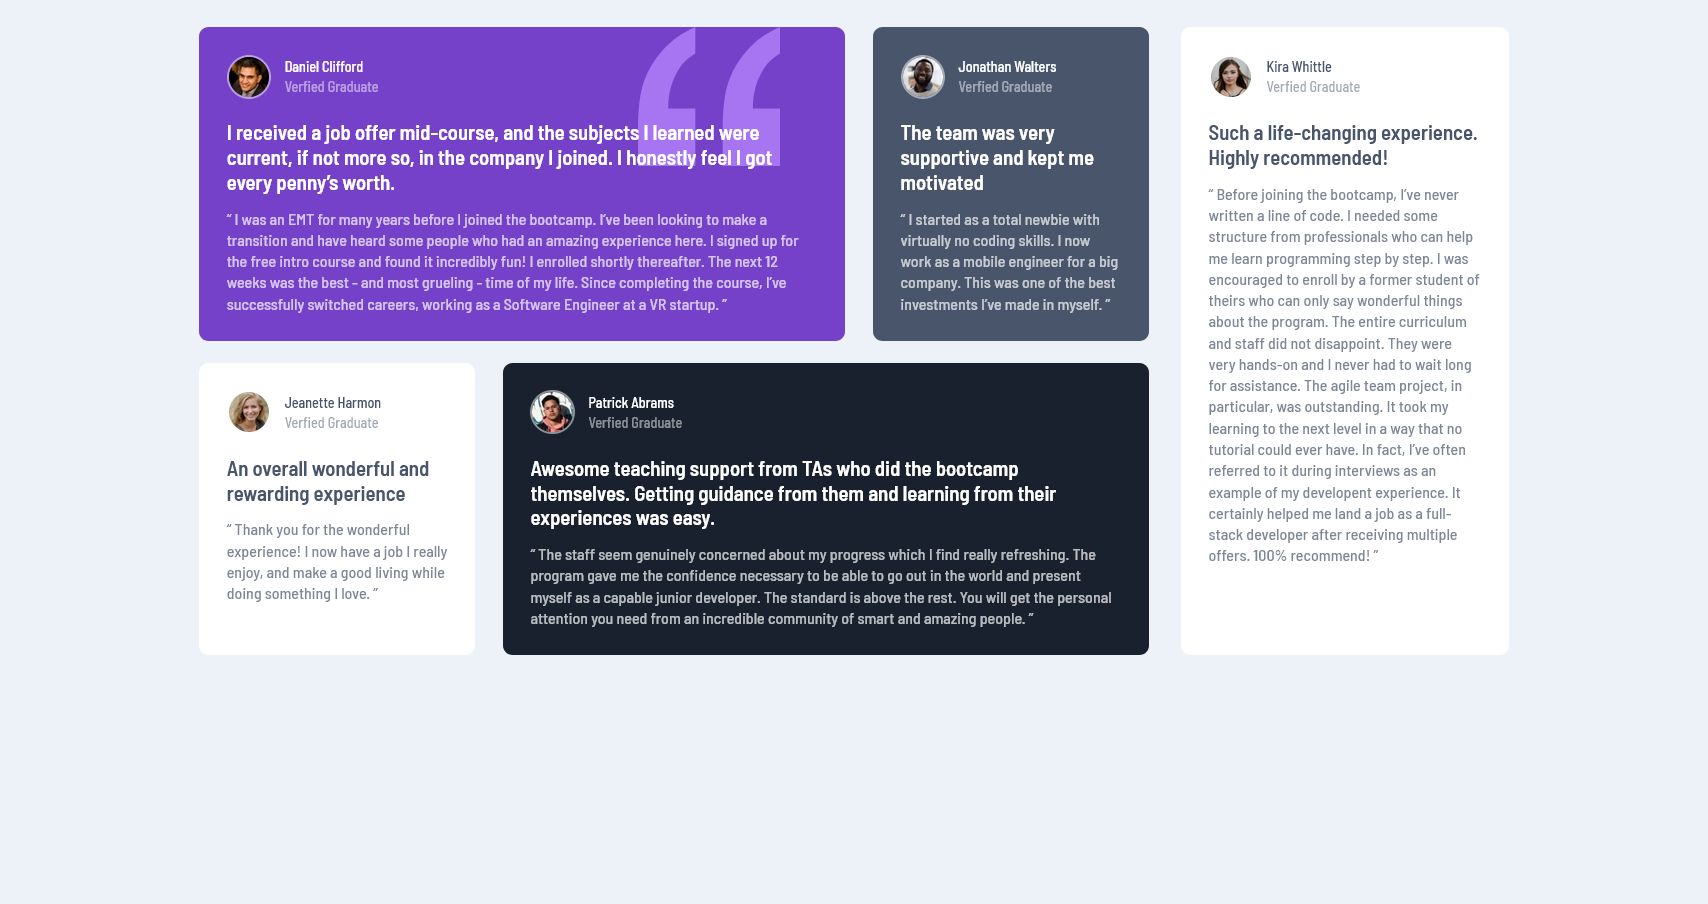 Daniel Clifford
Verfied Graduate
I received a job offer mid-course, and the subjects I learned were
current, if not more so, in the company I joined. I honestly feel I got
every penny’s worth.
“ I was an EMT for many years before I joined the bootcamp. I’ve been looking to make a
transition and have heard some people who had an amazing experience here. I signed up for
the free intro course and found it incredibly fun! I enrolled shortly thereafter. The next 12
weeks was the best - and most grueling - time of my life. Since completing the course, I’ve
successfully switched careers, working as a Software Engineer at a VR startup. ”
Jonathan Walters
Verfied Graduate
The team was very
supportive and kept me
motivated
“ I started as a total newbie with
virtually no coding skills. I now
work as a mobile engineer for a big
company. This was one of the best
investments I’ve made in myself. ”
Kira Whittle
Verfied Graduate
Such a life-changing experience.
Highly recommended!
“ Before joining the bootcamp, I’ve never
written a line of code. I needed some
structure from professionals who can help
me learn programming step by step. I was
encouraged to enroll by a former student of
theirs who can only say wonderful things
about the program. The entire curriculum
and staff did not disappoint. They were
very hands-on and I never had to wait long
for assistance. The agile team project, in
particular, was outstanding. It took my
learning to the next level in a way that no
tutorial could ever have. In fact, I’ve often
referred to it during interviews as an
example of my developent experience. It
certainly helped me land a job as a full-
stack developer after receiving multiple
offers. 100% recommend! ”
Jeanette Harmon
Verfied Graduate
An overall wonderful and
rewarding experience
“ Thank you for the wonderful
experience! I now have a job I really
enjoy, and make a good living while
doing something I love. ”
Patrick Abrams
Verfied Graduate
Awesome teaching support from TAs who did the bootcamp
themselves. Getting guidance from them and learning from their
experiences was easy.
“ The staff seem genuinely concerned about my progress which I find really refreshing. The
program gave me the confidence necessary to be able to go out in the world and present
myself as a capable junior developer. The standard is above the rest. You will get the personal
attention you need from an incredible community of smart and amazing people. ”